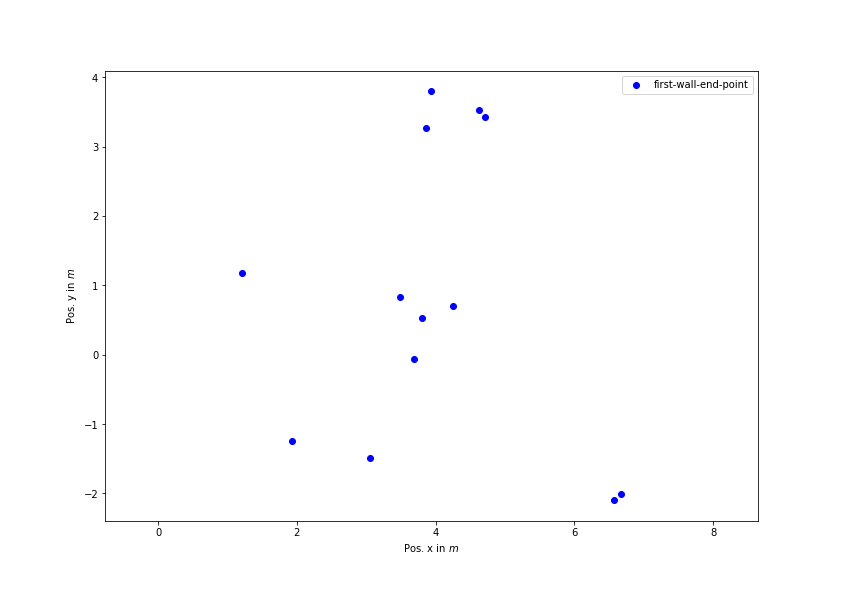 first-wall-end-point
4
3
2
1
0
−1
−2
Pos. y in m
0 2 4 6 8
Pos. x in m